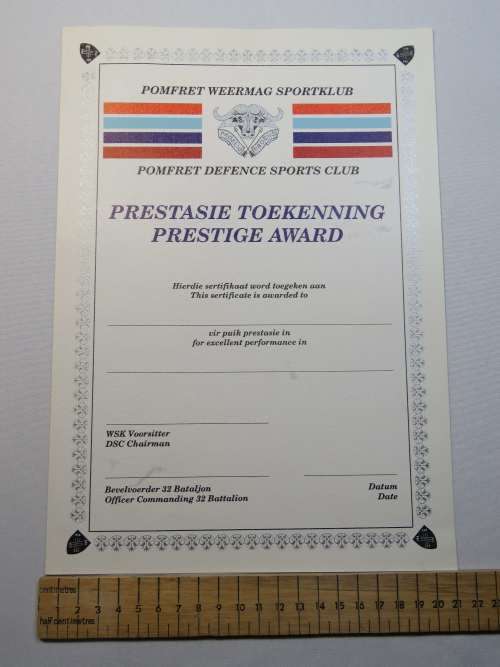 POMFRET WEERMAG SPORTKLUB
POMFRET DEFENCE SPORTS CLUB
PRESTASIE TOEKENNING
PRESTIGE AWARD
Hierdie sertifikaat word toegeken aan
This sertificate is awarded to
vir puik prestasie in
for excellent performance in
WSK Voorsitter
DSC Chairman
Bevelvoerder 32 Bataljon
Officer Commanding 32 Battalion
Datum
Date
centimetres
1 2 3 4 5 6 7 8 9 10 11 12 13 14 15 16 17 18 19 20 21 22 23
half centimetres